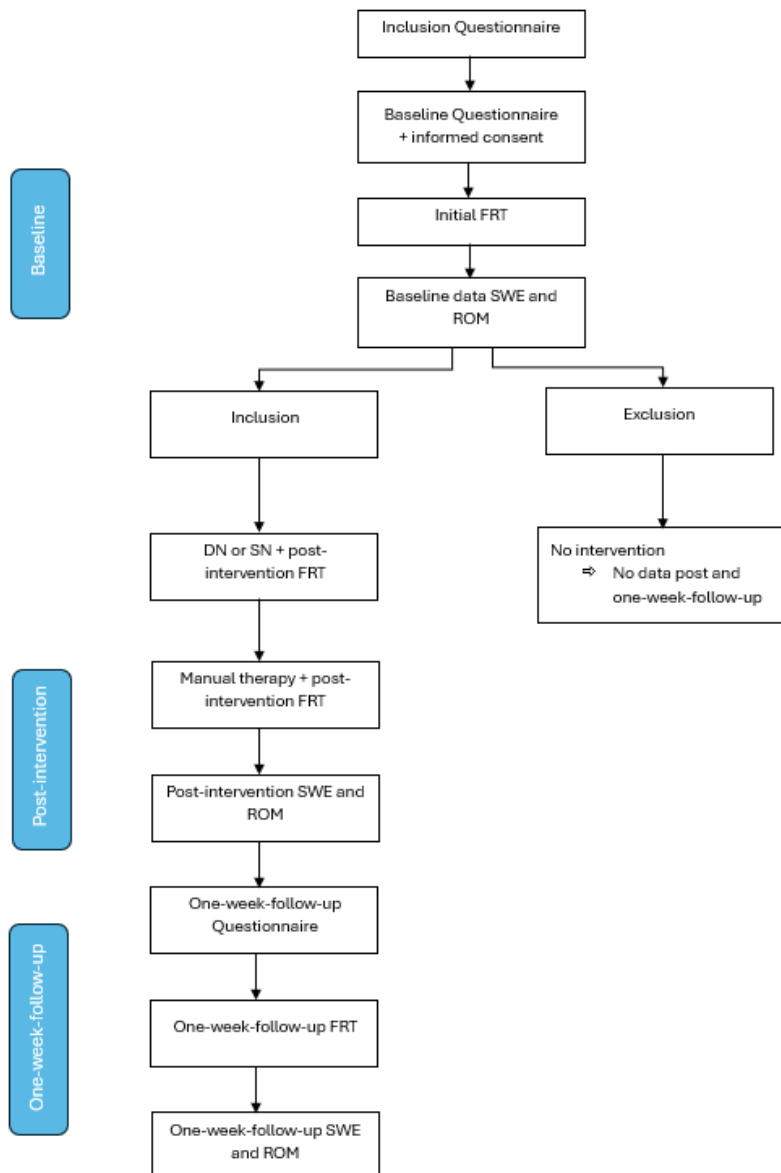 Inclusion Questionnaire
Baseline Questionnaire
+ informed consent
Baseline
Initial FRT
Baseline data SWE and
ROM
Inclusion
Exclusion
DN or SN + post-
intervention FRT
No intervention
⇨ No data post and
one-week-follow-up
Post-intervention
Manual therapy + post-
intervention FRT
Post-intervention SWE and
ROM
One-week-follow-up
One-week-follow-up
Questionnaire
One-week-follow-up FRT
One-week-follow-up SWE
and ROM